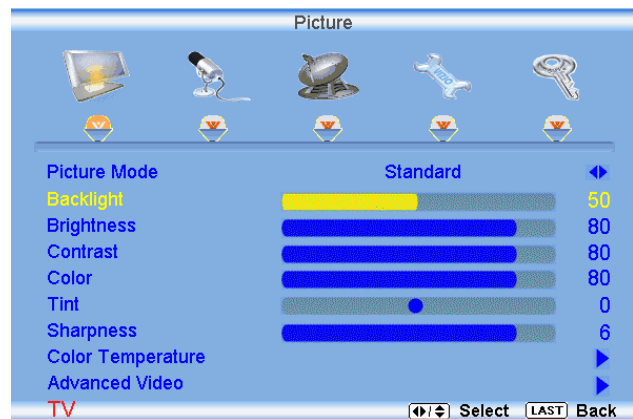 Picture
Picture Mode Standard
Backlight 50
Brightness 80
Contrast 80
Color 80
Tint 0
Sharpness 6
Color Temperature
Advanced Video
TV Select LAST Back